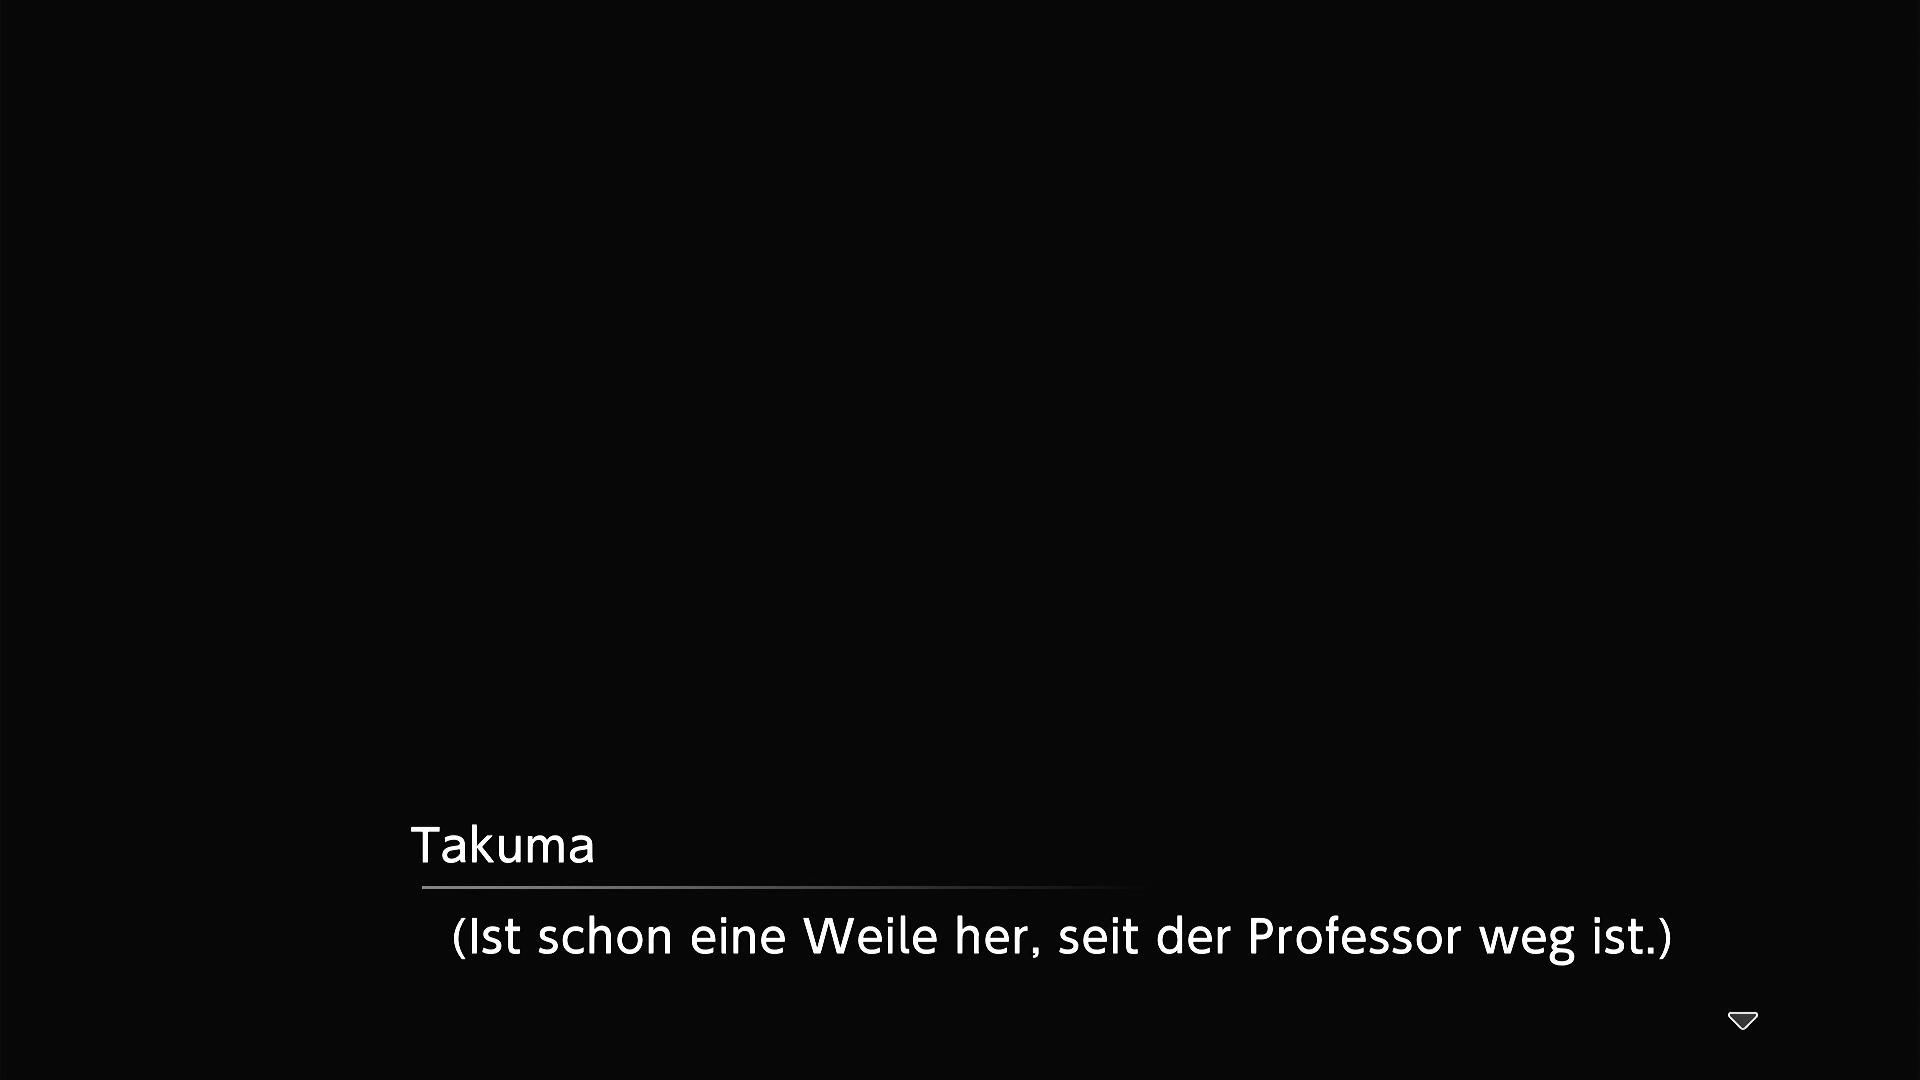 Takuma
(Ist schon eine Weile her, seit der Professor weg ist.)